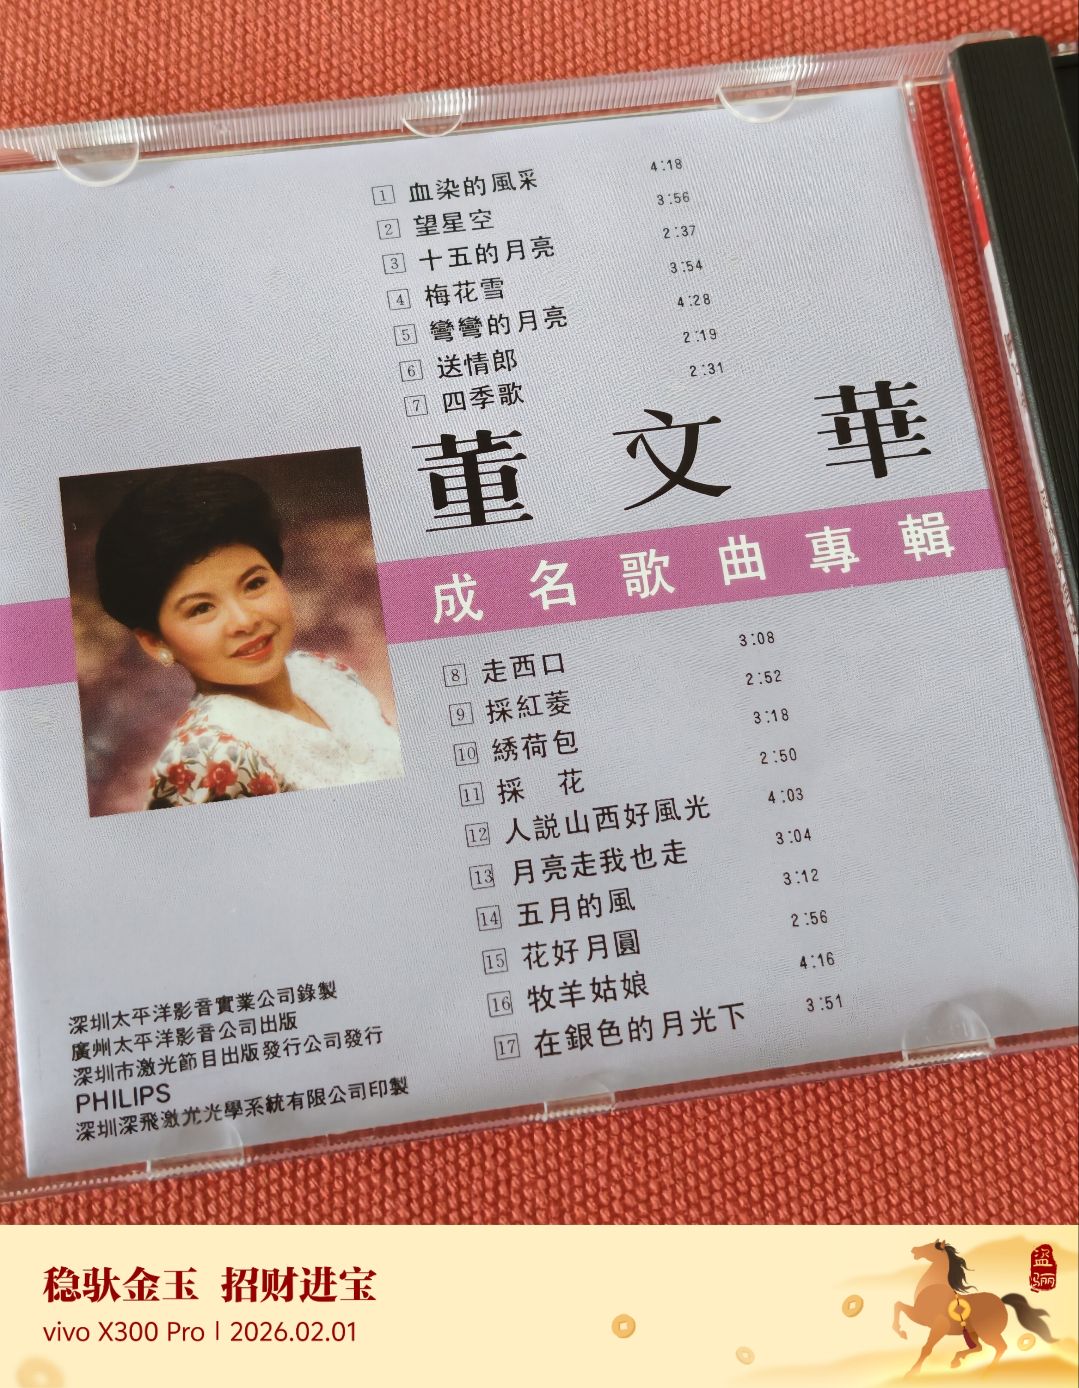 1 血染的風采 4:18
2 望星空 3:56
3 十五的月亮 2:37
4 梅花雪 3:54
5 彎彎的月亮 4:28
6 送情郎 2:19
7 四季歌 2:31
董文華
成名歌曲專輯
8 走西口 3:08
9 採紅菱 2:52
10 綉荷包 3:18
11 採 花 2:50
12 人説山西好風光 4:03
13 月亮走我也走 3:04
14 五月的風 3:12
15 花好月圓 2:56
16 牧羊姑娘 4:16
17 在銀色的月光下 3:51
深圳太平洋影音實業公司錄製
廣州太平洋影音公司出版
深圳市激光節目出版發行公司發行
PHILIPS
深圳深飛激光光學系統有限公司印製
稳驮金玉 招财进宝
vivo X300 Pro | 2026.02.01